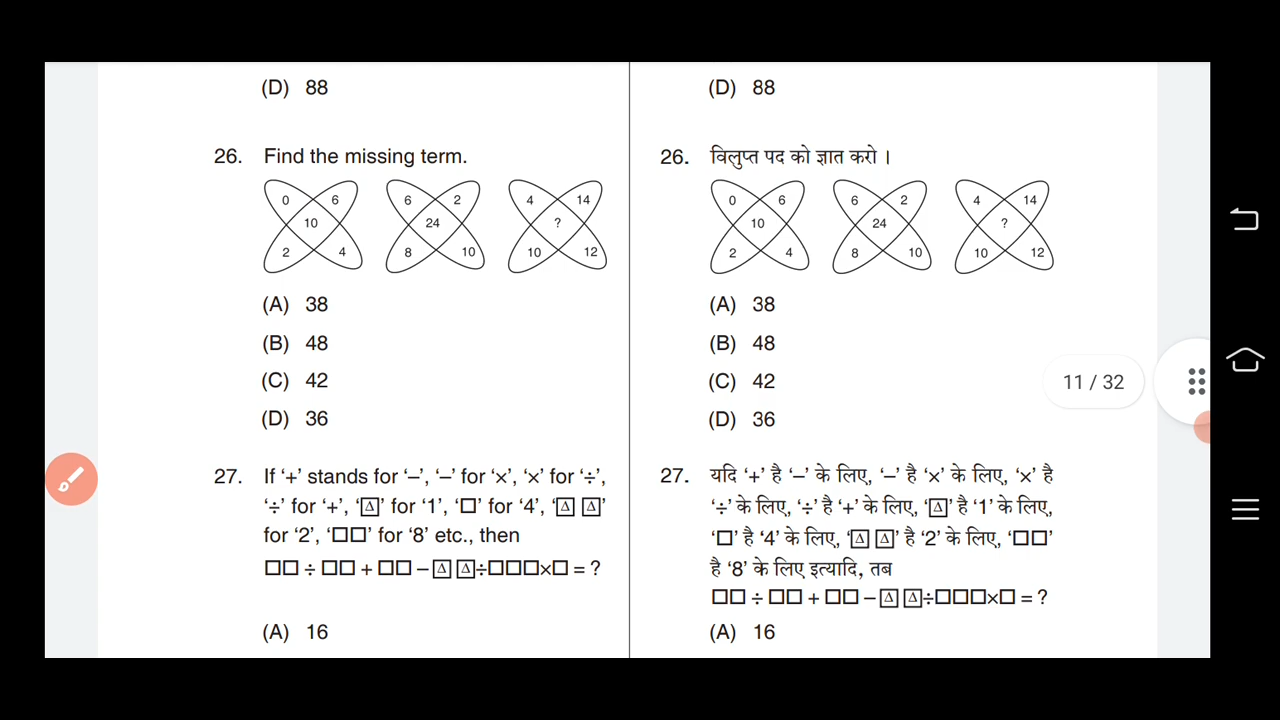 (D) 88
26. Find the missing term.
0 6 10 2 4
6 2 24 8 10
4 14 ? 10 12
(A) 38
(B) 48
(C) 42
(D) 36
27. If ‘+’ stands for ‘–’, ‘–’ for ‘×’, ‘×’ for ‘÷’,
‘÷’ for ‘+’, ‘Δ’ for ‘1’, ‘□’ for ‘4’, ‘Δ Δ’
for ‘2’, ‘□□’ for ‘8’ etc., then
□□ ÷ □□ + □□ – Δ Δ÷□□□×□ = ?
(A) 16
(D) 88
26. विलुप्त पद को ज्ञात करो ।
0 6 10 2 4
6 2 24 8 10
4 14 ? 10 12
(A) 38
(B) 48
(C) 42
(D) 36
27. यदि ‘+’ है ‘–’ के लिए, ‘–’ है ‘×’ के लिए, ‘×’ है
‘÷’ के लिए, ‘÷’ है ‘+’ के लिए, ‘Δ’ है ‘1’ के लिए,
‘□’ है ‘4’ के लिए, ‘Δ Δ’ है ‘2’ के लिए, ‘□□’
है ‘8’ के लिए इत्यादि, तब
□□ ÷ □□ + □□ – Δ Δ÷□□□×□ = ?
(A) 16
11 / 32